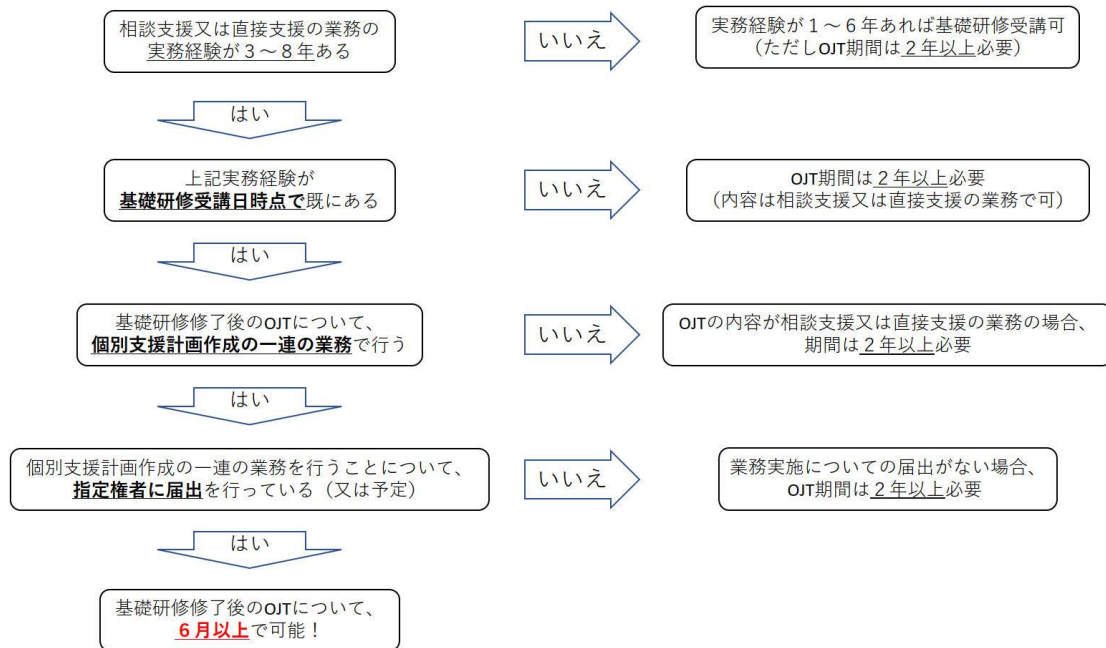 相談支援又は直接支援の業務の
実務経験が３～８年ある
いいえ
実務経験が１～６年あれば基礎研修受講可
（ただしOJT期間は２年以上必要）
はい
上記実務経験が
基礎研修受講日時点で既にある
いいえ
OJT期間は２年以上必要
（内容は相談支援又は直接支援の業務で可）
はい
基礎研修修了後のOJTについて、
個別支援計画作成の一連の業務で行う
いいえ
OJTの内容が相談支援又は直接支援の業務の場合、
期間は２年以上必要
はい
個別支援計画作成の一連の業務を行うことについて、
指定権者に届出を行っている（又は予定）
いいえ
業務実施についての届出がない場合、
OJT期間は２年以上必要
はい
基礎研修修了後のOJTについて、
６月以上で可能！